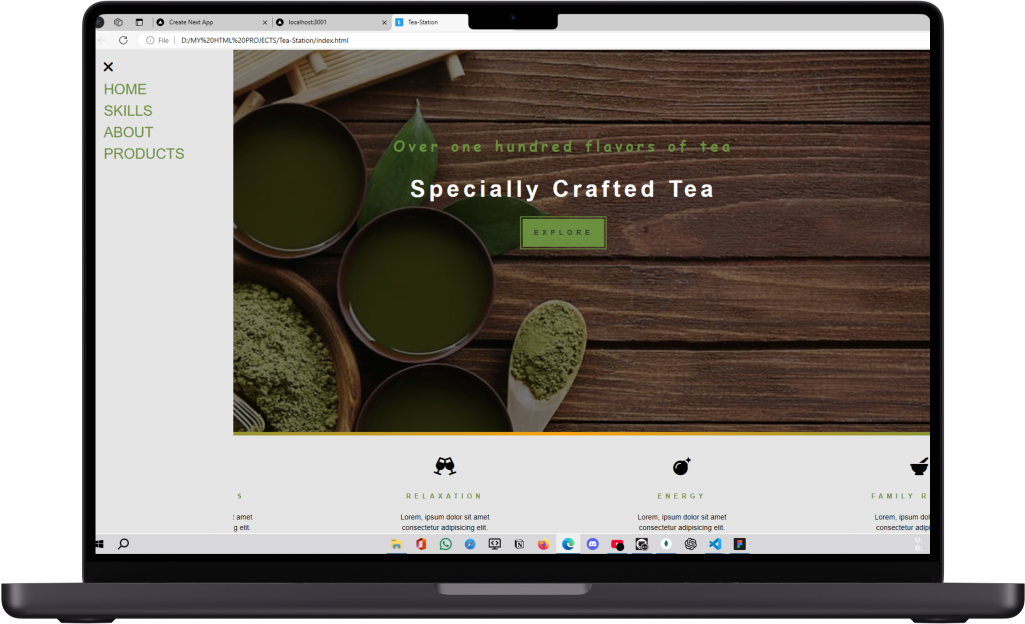 Create Next App
localhost:3001
Tea-Station
File
D:/MY%20HTML%20PROJECTS/Tea-Station/index.html
HOME
SKILLS
ABOUT
PRODUCTS
Over one hundred flavors of tea
Specially Crafted Tea
EXPLORE
S
amet
g elit.
RELAXATION
Lorem, ipsum dolor sit amet
consectetur adipisicing elit.
ENERGY
Lorem, ipsum dolor sit amet
consectetur adipisicing elit.
FAMILY R
Lorem, ipsum dol
consectetur adip